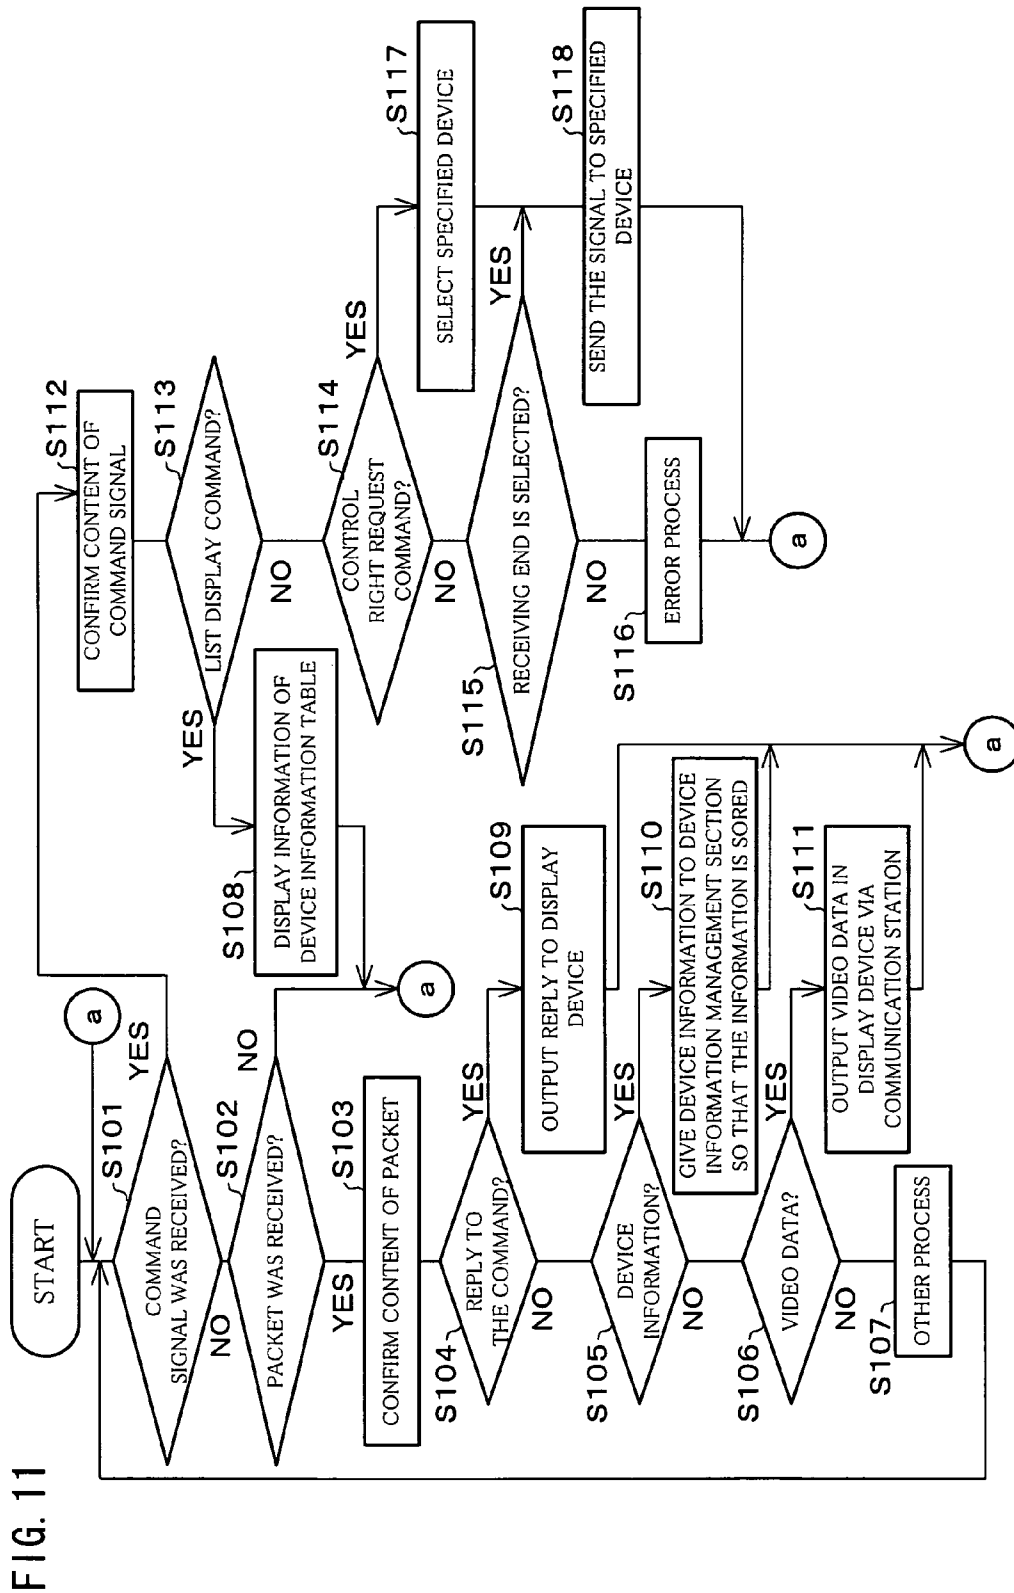 FIG. 11
START
a
COMMAND
SIGNAL WAS RECEIVED?
S101
YES
NO
PACKET WAS RECEIVED?
S102
NO
YES
CONFIRM CONTENT OF PACKET
S103
S104
REPLY TO
THE COMMAND?
YES
NO
S105
DEVICE
INFORMATION?
YES
NO
S106
VIDEO DATA?
YES
NO
S107
OTHER PROCESS
S108
DISPLAY INFORMATION OF
DEVICE INFORMATION TABLE
a
S109
OUTPUT REPLY TO DISPLAY
DEVICE
S110
GIVE DEVICE INFORMATION TO DEVICE
INFORMATION MANAGEMENT SECTION
SO THAT THE INFORMATION IS SORED
S111
OUTPUT VIDEO DATA IN
DISPLAY DEVICE VIA
COMMUNICATION STATION
a
S112
CONFIRM CONTENT OF
COMMAND SIGNAL
S113
LIST DISPLAY COMMAND?
YES
NO
S114
CONTROL
RIGHT REQUEST
COMMAND?
YES
NO
S115
RECEIVING END IS SELECTED?
YES
NO
S116
ERROR PROCESS
S117
SELECT SPECIFIED DEVICE
S118
SEND THE SIGNAL TO SPECIFIED
DEVICE
a